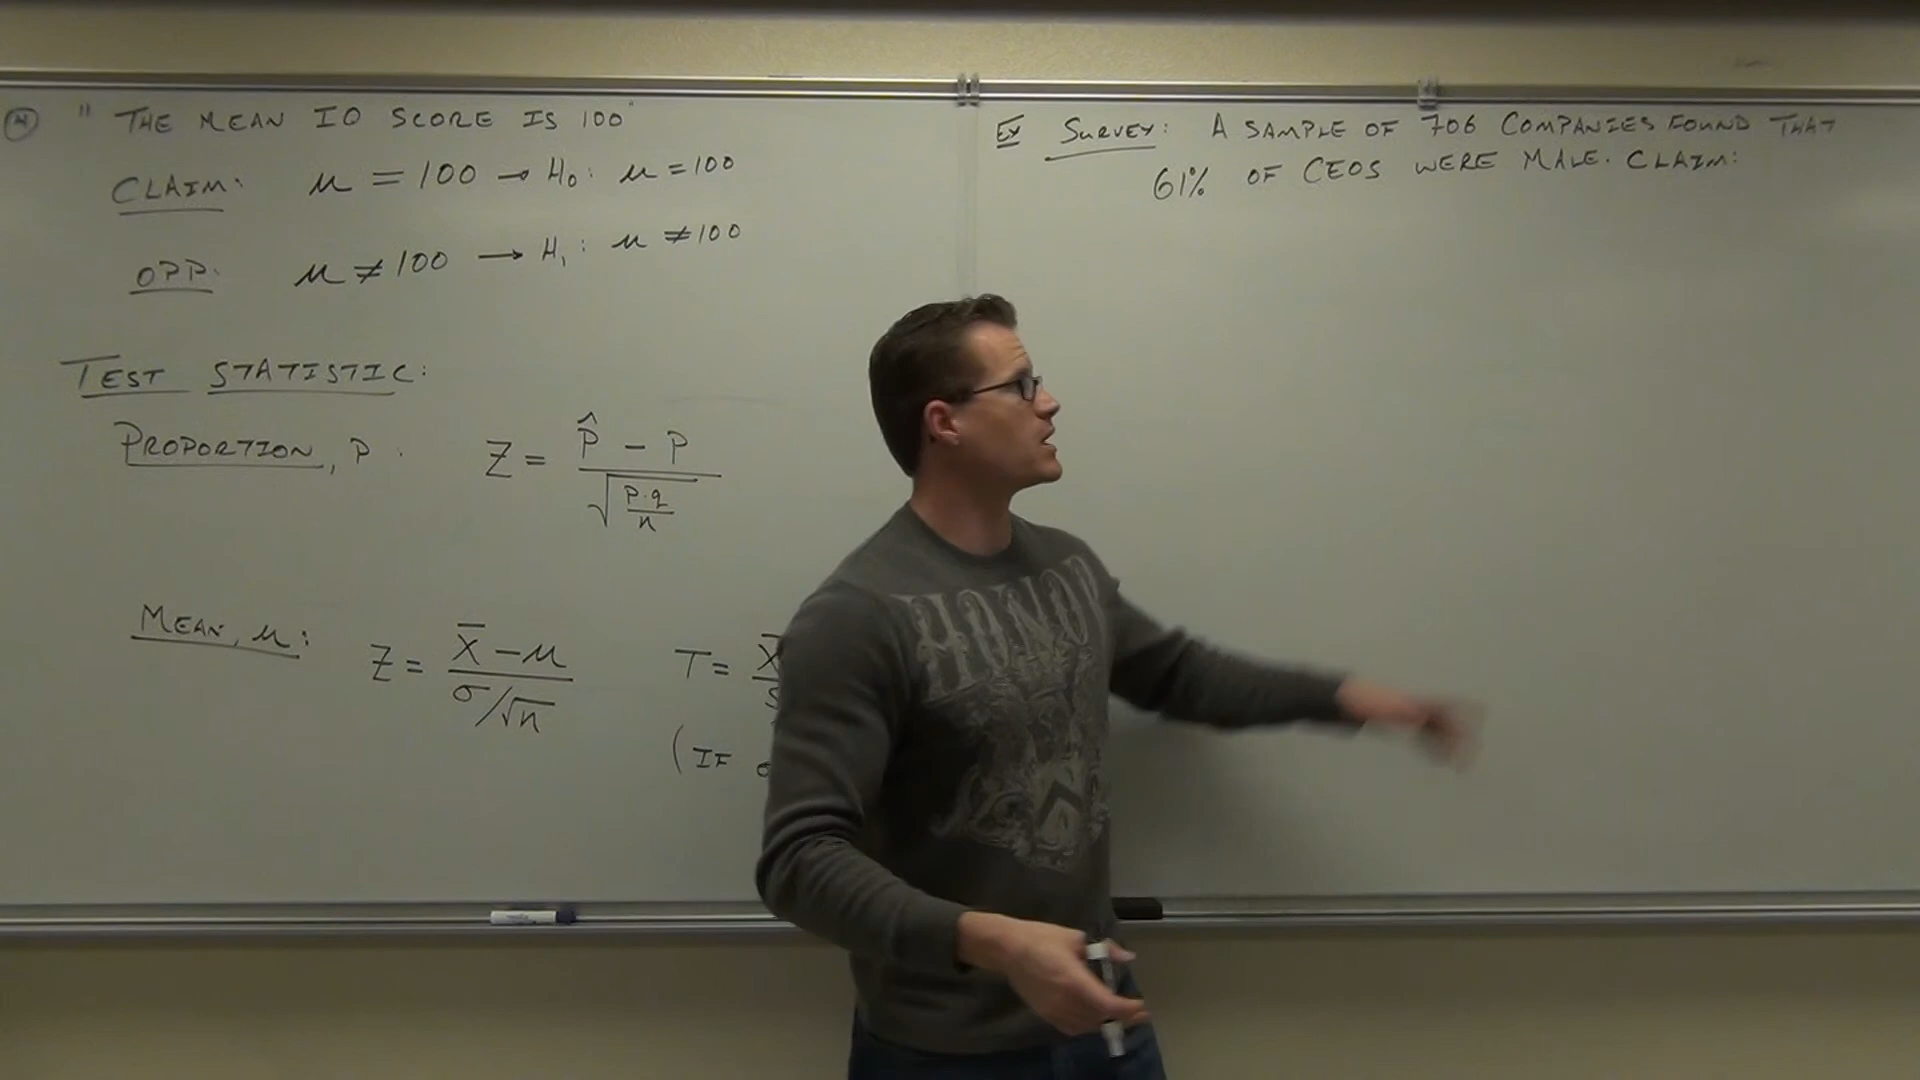 ④ " THE MEAN IQ SCORE IS 100"
CLAIM: μ = 100 → H₀: μ = 100
OPP: μ ≠ 100 → H₁: μ ≠ 100
TEST STATISTIC:
PROPORTION, P: Z = (p̂ - p) / √(p·q/n)
MEAN, μ: Z = (x̄ - μ) / (σ/√n) T = x̄
S
(IF σ
EX SURVEY: A SAMPLE OF 706 COMPANIES FOUND THAT
61% OF CEOS WERE MALE. CLAIM:
HONOR